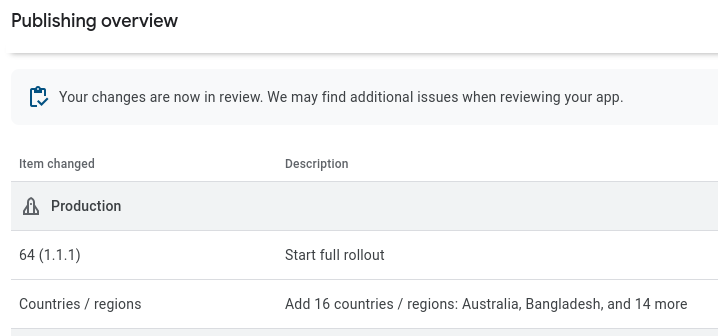 Publishing overview
Your changes are now in review. We may find additional issues when reviewing your app.
Item changed Description
Production
64 (1.1.1) Start full rollout
Countries / regions Add 16 countries / regions: Australia, Bangladesh, and 14 more